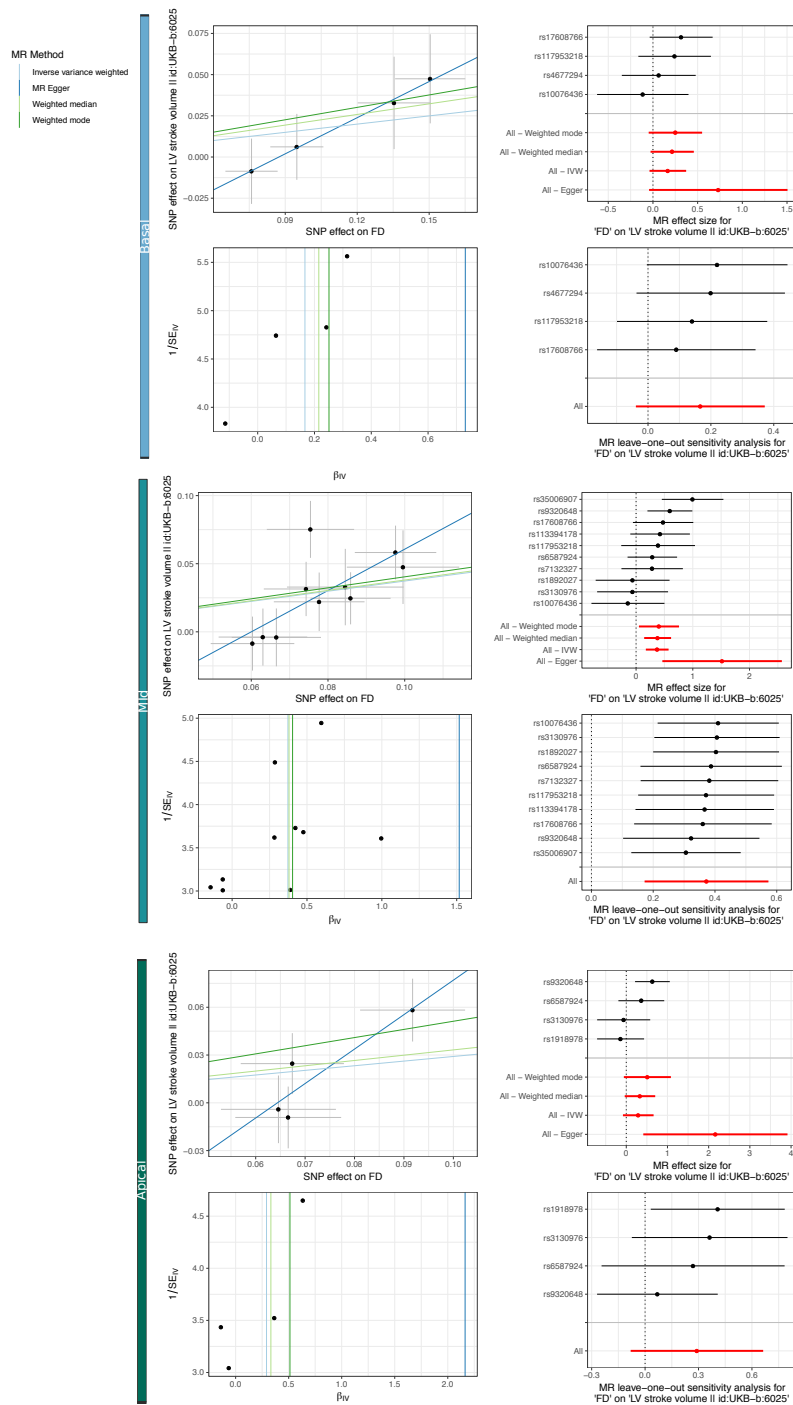 MR Method
Inverse variance weighted
MR Egger
Weighted median
Weighted mode
Basal
SNP effect on LV stroke volume II id:UKB−b:6025
0.075
0.050
0.025
0.000
−0.025
0.09
0.12
0.15
SNP effect on FD
rs17608766
rs117953218
rs4677294
rs10076436
All − Weighted mode
All − Weighted median
All − IVW
All − Egger
−0.5
0.0
0.5
1.0
1.5
MR effect size for
'FD' on 'LV stroke volume II id:UKB−b:6025'
1/SEIV
5.5
5.0
4.5
4.0
0.0
0.2
0.4
0.6
βIV
rs10076436
rs4677294
rs117953218
rs17608766
All
0.0
0.2
0.4
MR leave−one−out sensitivity analysis for
'FD' on 'LV stroke volume II id:UKB−b:6025'
Mid
SNP effect on LV stroke volume II id:UKB−b:6025
0.10
0.05
0.00
0.06
0.08
0.10
SNP effect on FD
rs35006907
rs9320648
rs17608766
rs113394178
rs117953218
rs6587924
rs7132327
rs1892027
rs3130976
rs10076436
All − Weighted mode
All − Weighted median
All − IVW
All − Egger
0
1
2
MR effect size for
'FD' on 'LV stroke volume II id:UKB−b:6025'
1/SEIV
5.0
4.5
4.0
3.5
3.0
0.0
0.5
1.0
1.5
βIV
rs10076436
rs3130976
rs1892027
rs6587924
rs7132327
rs117953218
rs113394178
rs17608766
rs9320648
rs35006907
All
0.0
0.2
0.4
0.6
MR leave−one−out sensitivity analysis for
'FD' on 'LV stroke volume II id:UKB−b:6025'
Apical
SNP effect on LV stroke volume II id:UKB−b:6025
0.06
0.03
0.00
−0.03
0.06
0.07
0.08
0.09
0.10
SNP effect on FD
rs9320648
rs6587924
rs3130976
rs1918978
All − Weighted mode
All − Weighted median
All − IVW
All − Egger
0
1
2
3
4
MR effect size for
'FD' on 'LV stroke volume II id:UKB−b:6025'
1/SEIV
4.5
4.0
3.5
3.0
0.0
0.5
1.0
1.5
2.0
βIV
rs1918978
rs3130976
rs6587924
rs9320648
All
−0.3
0.0
0.3
0.6
MR leave−one−out sensitivity analysis for
'FD' on 'LV stroke volume II id:UKB−b:6025'